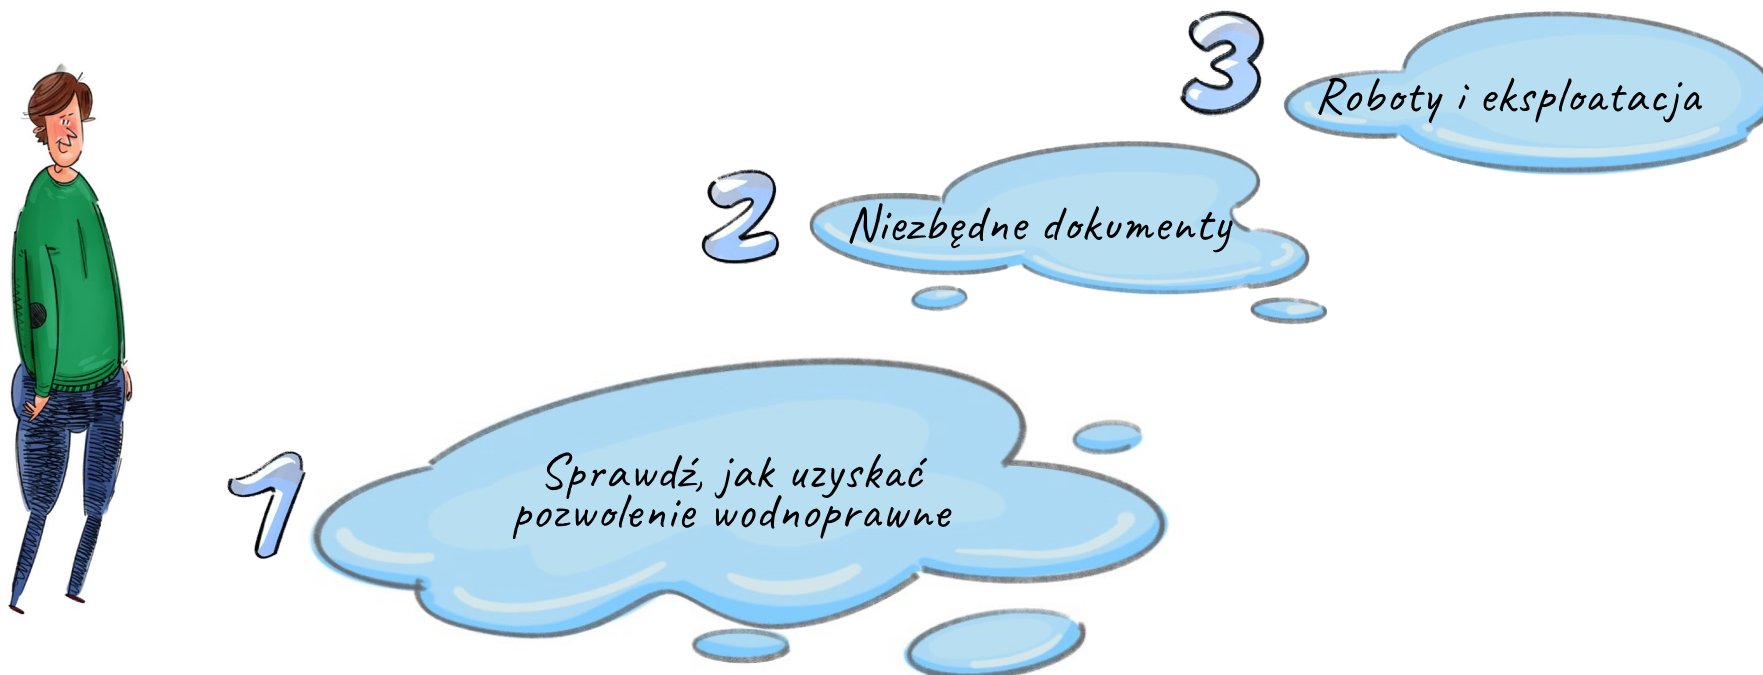 1
Sprawdź, jak uzyskać
pozwolenie wodnoprawne
2
Niezbędne dokumenty
3
Roboty i eksploatacja